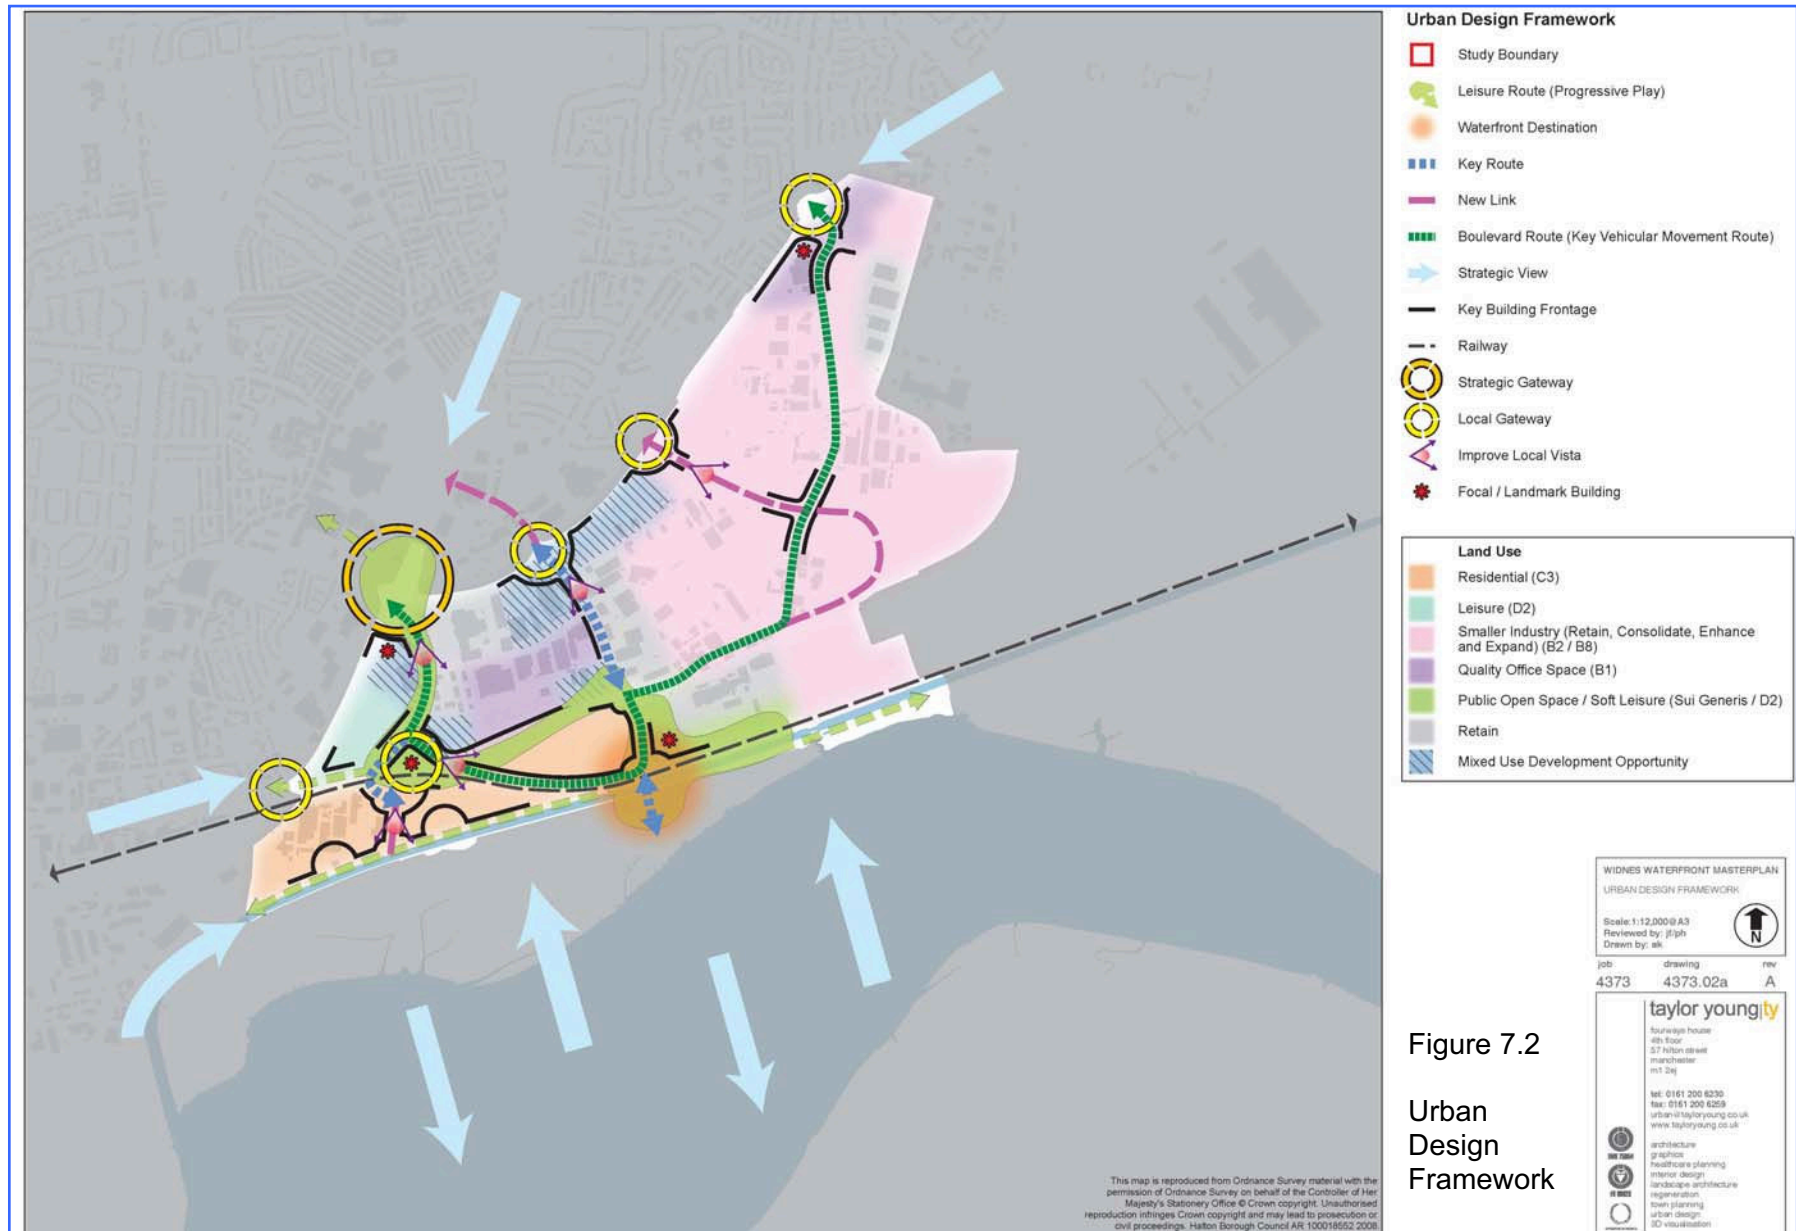 Urban Design Framework
Study Boundary
Leisure Route (Progressive Play)
Waterfront Destination
Key Route
New Link
Boulevard Route (Key Vehicular Movement Route)
Strategic View
Key Building Frontage
Railway
Strategic Gateway
Local Gateway
Improve Local Vista
Focal / Landmark Building
Land Use
Residential (C3)
Leisure (D2)
Smaller Industry (Retain, Consolidate, Enhance
and Expand) (B2 / B8)
Quality Office Space (B1)
Public Open Space / Soft Leisure (Sui Generis / D2)
Retain
Mixed Use Development Opportunity
WIDNES WATERFRONT MASTERPLAN
URBAN DESIGN FRAMEWORK
Scale:1:12,000@A3
Reviewed by: jf/ph
Drawn by: ak
N
job drawing rev
4373 4373.02a A
taylor young|ty
fourways house
4th floor
57 hilton street
manchester
m1 2ej
tel: 0161 200 6230
fax: 0161 200 6259
urban@tayloryoung.co.uk
www.tayloryoung.co.uk
architecture
graphics
healthcare planning
interior design
landscape architecture
regeneration
town planning
urban design
3D visualisation
Figure 7.2
Urban
Design
Framework
This map is reproduced from Ordnance Survey material with the
permission of Ordnance Survey on behalf of the Controller of Her
Majesty's Stationery Office © Crown copyright. Unauthorised
reproduction infringes Crown copyright and may lead to prosecution or
civil proceedings. Halton Borough Council AR 100018552 2008